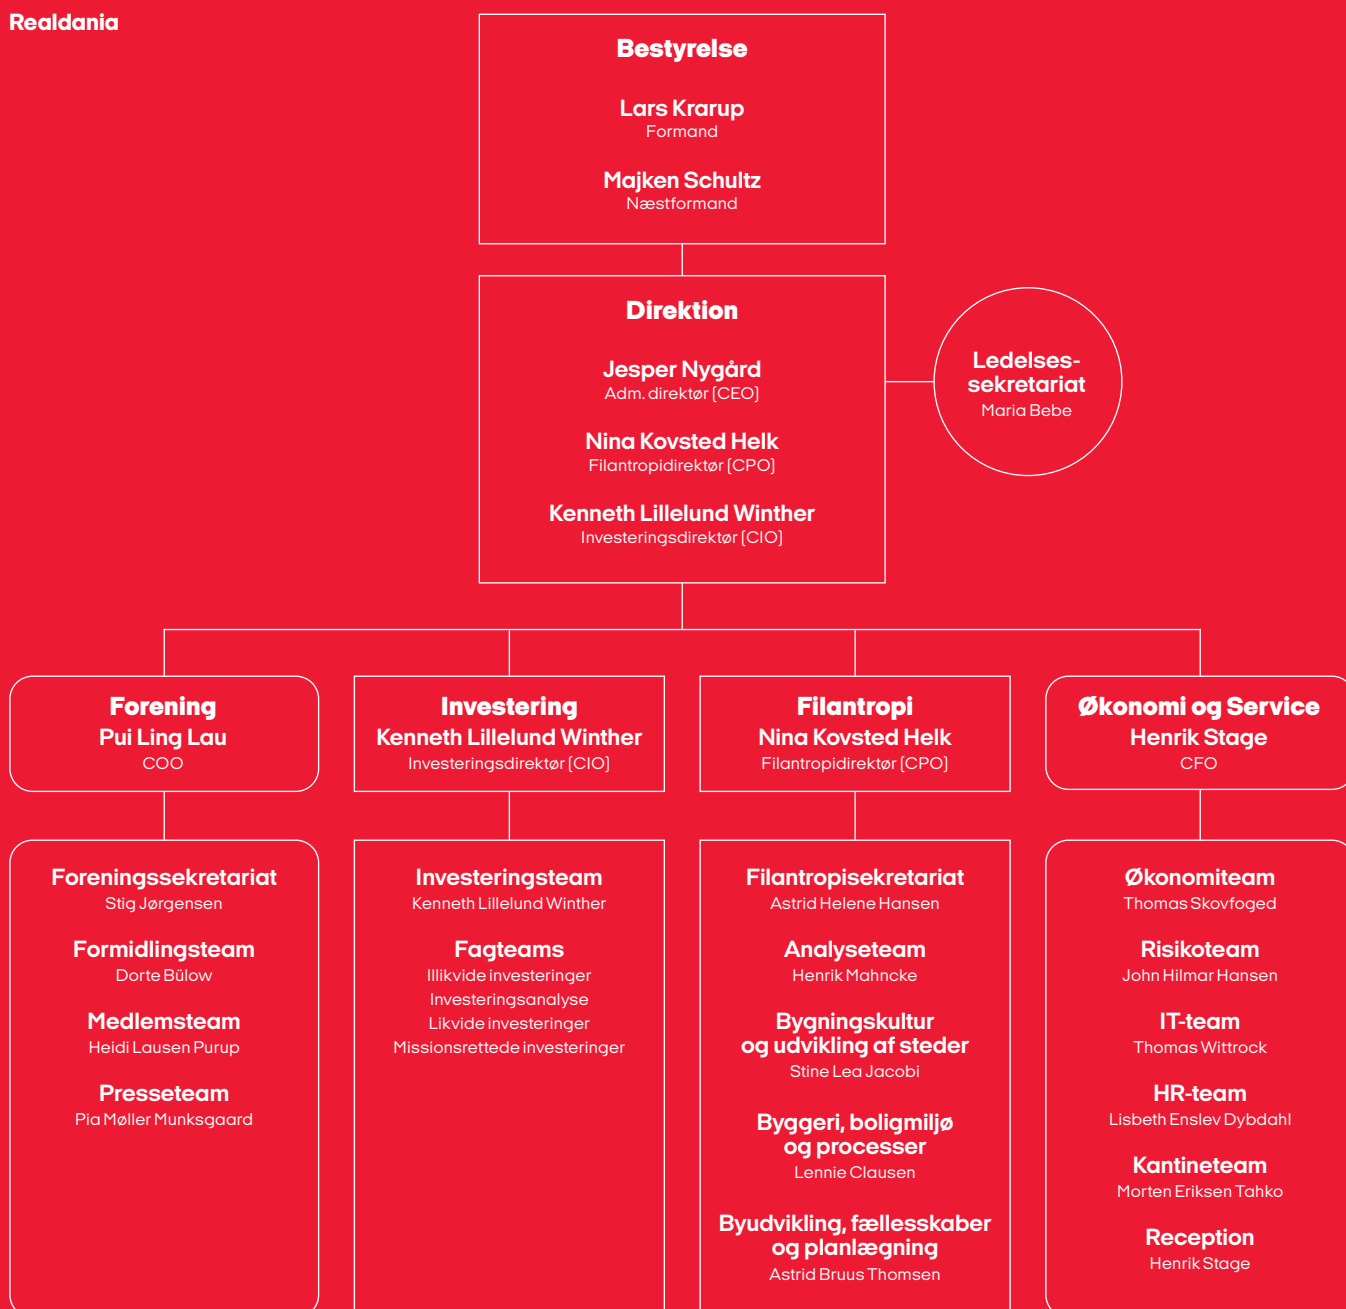 Realdania
Bestyrelse
Lars Krarup
Formand
Majken Schultz
Næstformand
Direktion
Jesper Nygård
Adm. direktør (CEO)
Nina Kovsted Helk
Filantropidirektør (CPO)
Kenneth Lillelund Winther
Investeringsdirektør (CIO)
Ledelses-
sekretariat
Maria Bebe
Forening
Pui Ling Lau
COO
Foreningssekretariat
Stig Jørgensen
Formidlingsteam
Dorte Bülow
Medlemsteam
Heidi Lausen Purup
Presseteam
Pia Møller Munksgaard
Investering
Kenneth Lillelund Winther
Investeringsdirektør (CIO)
Investeringsteam
Kenneth Lillelund Winther
Fagteams
Illikvide investeringer
Investeringsanalyse
Likvide investeringer
Missionsrettede investeringer
Filantropi
Nina Kovsted Helk
Filantropidirektør (CPO)
Filantropisekretariat
Astrid Helene Hansen
Analyseteam
Henrik Mahncke
Bygningskultur
og udvikling af steder
Stine Lea Jacobi
Byggeri, boligmiljø
og processer
Lennie Clausen
Byudvikling, fællesskaber
og planlægning
Astrid Bruus Thomsen
Økonomi og Service
Henrik Stage
CFO
Økonomiteam
Thomas Skovfoged
Risikoteam
John Hilmar Hansen
IT-team
Thomas Wittrock
HR-team
Lisbeth Enslev Dybdahl
Kantineteam
Morten Eriksen Tahko
Reception
Henrik Stage